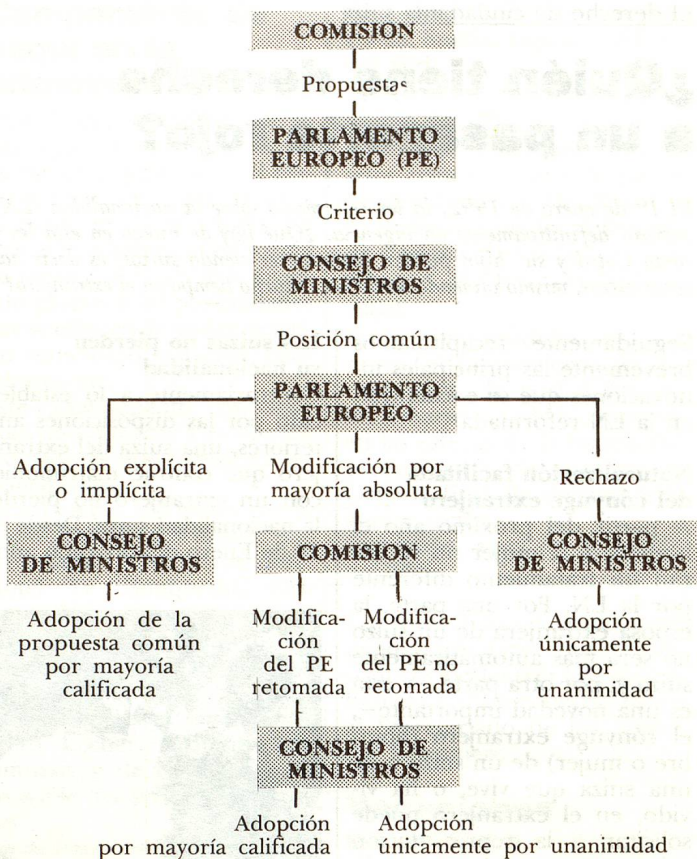 COMISION
Propuestas
PARLAMENTO
EUROPEO (PE)
Criterio
CONSEJO DE
MINISTROS
Posición común
PARLAMENTO
EUROPEO
Adopción explícita
o implícita
CONSEJO
DE MINISTROS
Adopción de la
propuesta común
por mayoría
calificada
Modificación por
mayoría absoluta
COMISION
Modifica-
ción
del PE
retomada
Modifica-
ción
del PE no
retomada
CONSEJO DE
MINISTROS
Adopción
por mayoría calificada
Adopción
únicamente por unanimidad
Rechazo
CONSEJO
DE MINISTROS
Adopción
únicamente
por
unanimidad